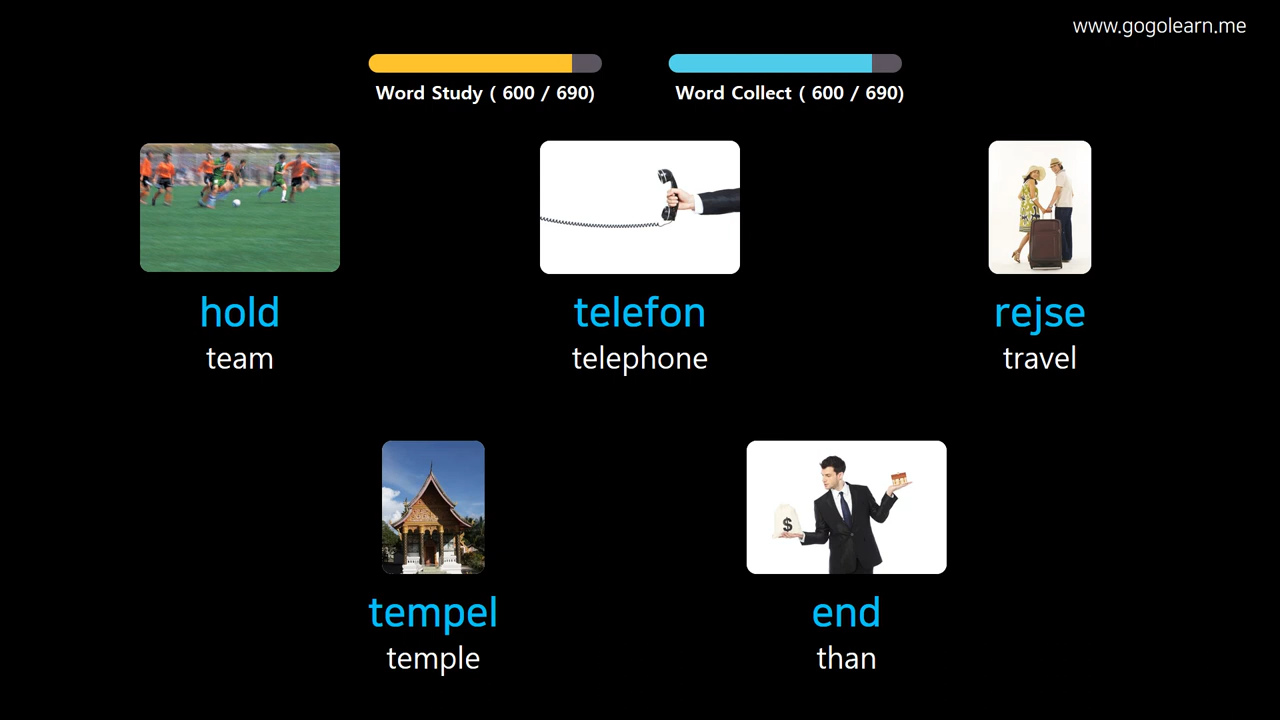 www.gogolearn.me
Word Study ( 600 / 690)
Word Collect ( 600 / 690)
hold
team
telefon
telephone
rejse
travel
$
tempel
temple
end
than